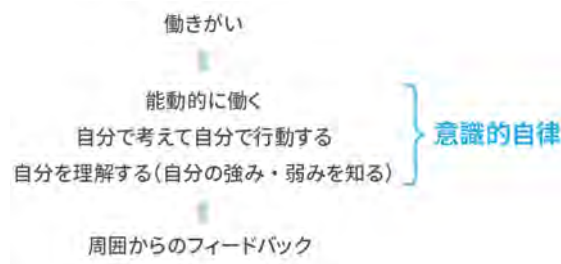 働きがい
能動的に働く
自分で考えて自分で行動する
自分を理解する(自分の強み・弱みを知る)
意識的自律
周囲からのフィードバック